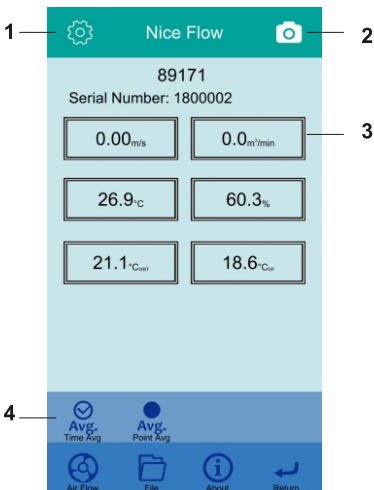 1 Nice Flow 2
89171
Serial Number: 1800002
0.00m/s 0.0m³/min 3
26.9°C 60.3%
21.1°CWBT 18.6°CDP
4
Avg. Avg.
Time Avg Point Avg
Air Flow File About Return